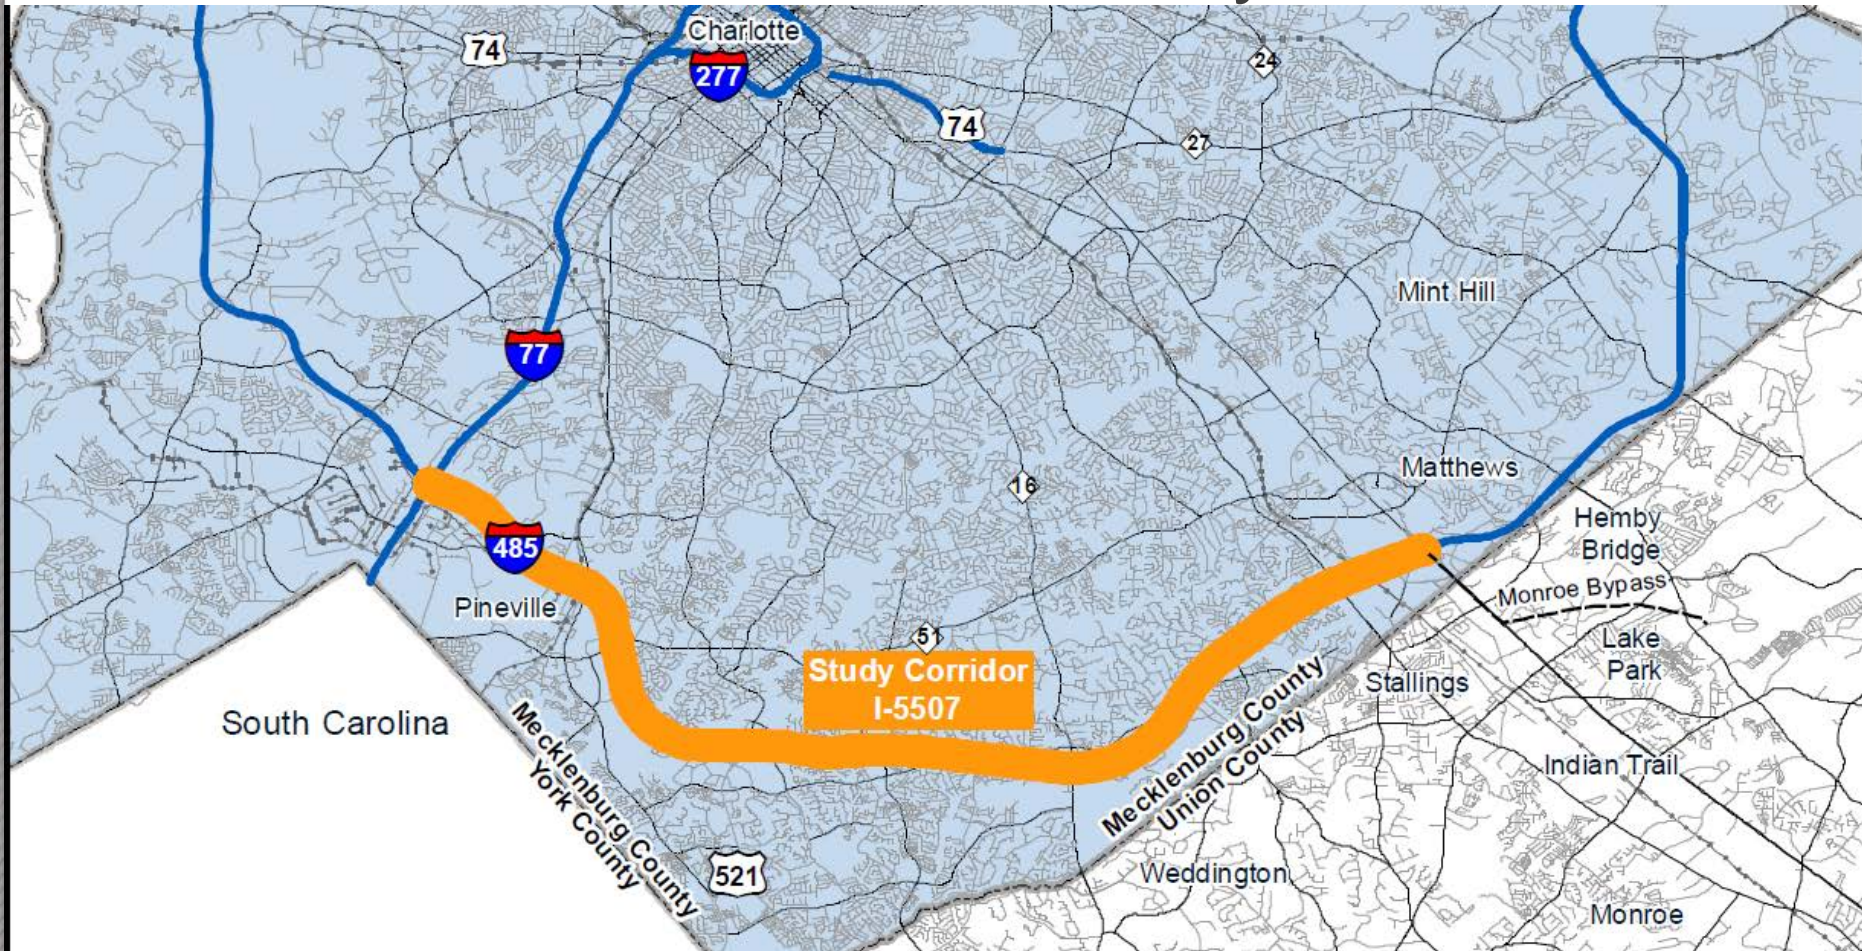 Charlotte
74
277
24
74
27
Mint Hill
77
Matthews
16
Hemby
Bridge
485
Monroe Bypass
Pineville
51
Lake
Park
Study Corridor
I-5507
Stallings
South Carolina
Mecklenburg County
York County
Mecklenburg County
Union County
Indian Trail
521
Weddington
Monroe